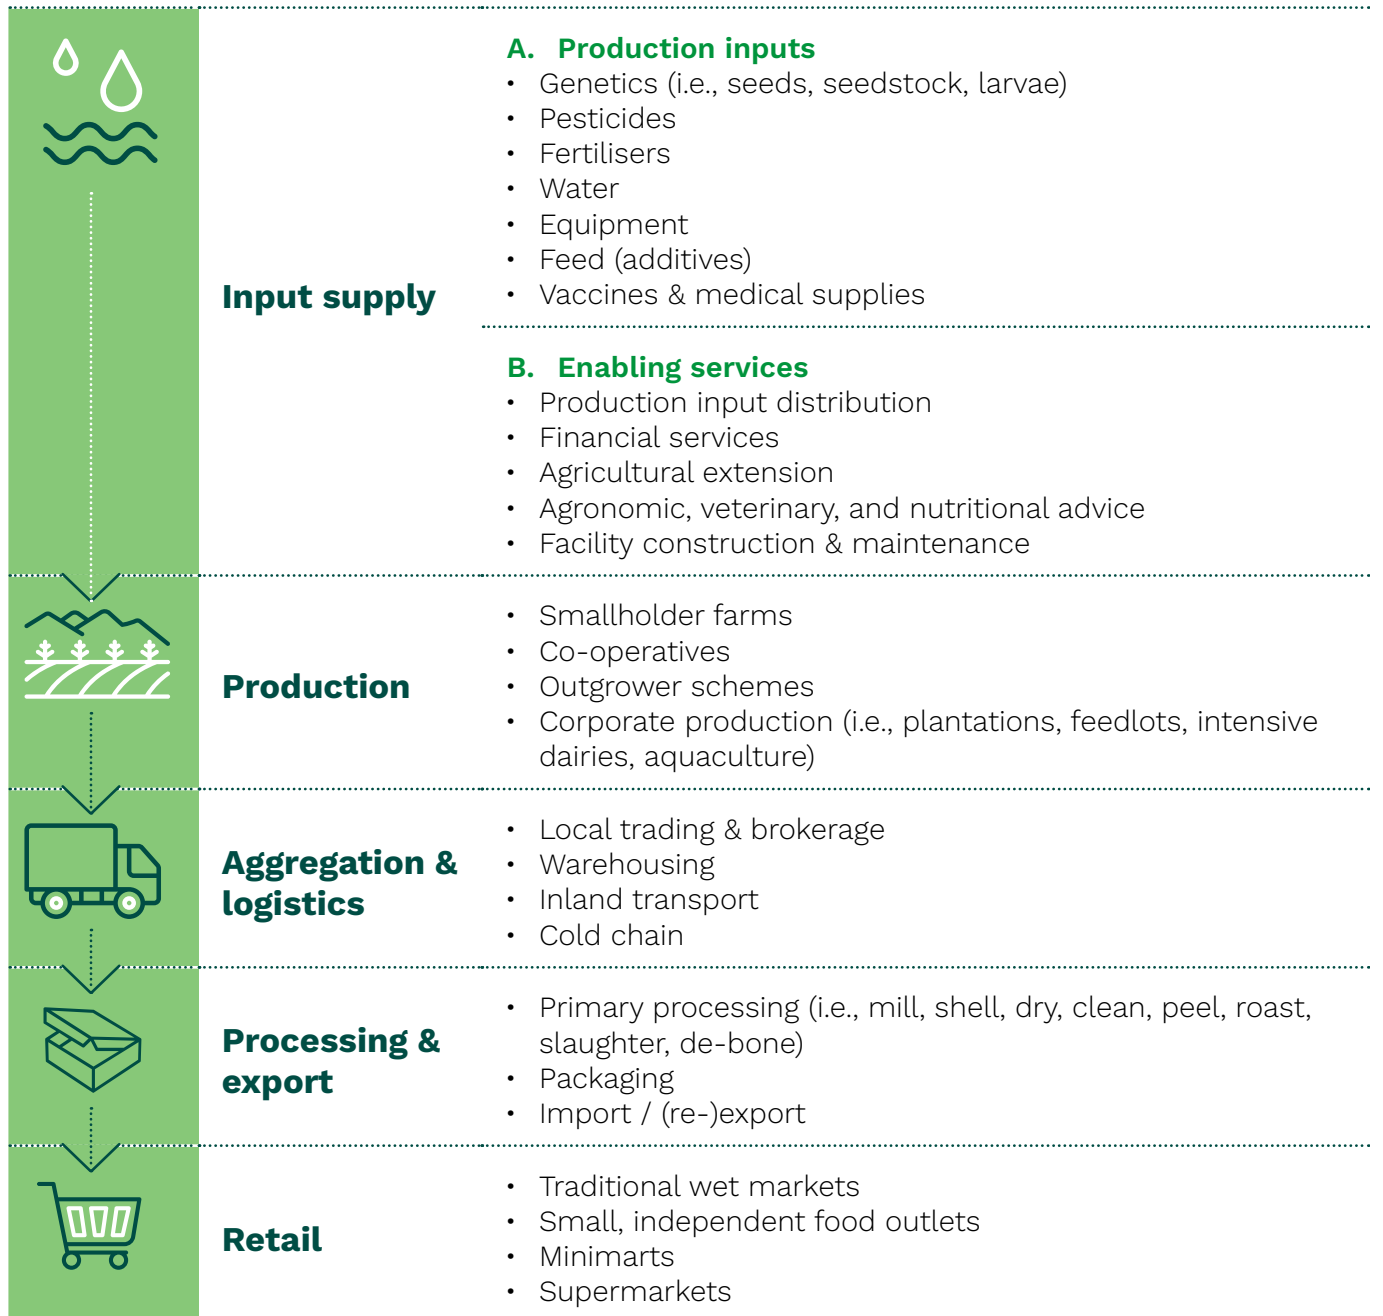 A. Production inputs
• Genetics (i.e., seeds, seedstock, larvae)
• Pesticides
• Fertilisers
• Water
• Equipment
• Feed (additives)
• Vaccines & medical supplies
Input supply
B. Enabling services
• Production input distribution
• Financial services
• Agricultural extension
• Agronomic, veterinary, and nutritional advice
• Facility construction & maintenance
Production
• Smallholder farms
• Co-operatives
• Outgrower schemes
• Corporate production (i.e., plantations, feedlots, intensive
dairies, aquaculture)
Aggregation &
logistics
• Local trading & brokerage
• Warehousing
• Inland transport
• Cold chain
Processing &
export
• Primary processing (i.e., mill, shell, dry, clean, peel, roast,
slaughter, de-bone)
• Packaging
• Import / (re-)export
Retail
• Traditional wet markets
• Small, independent food outlets
• Minimarts
• Supermarkets